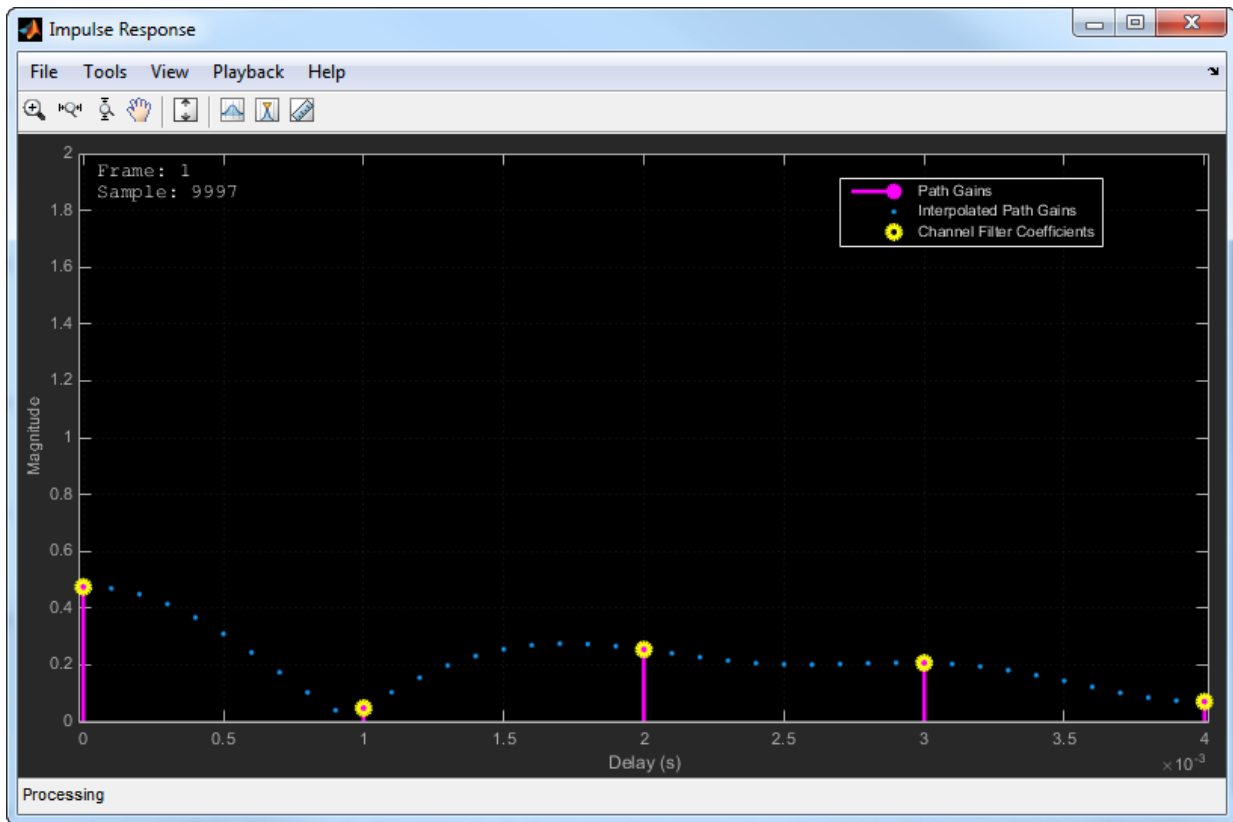 Impulse Response
File Tools View Playback Help
Frame: 1
Sample: 9997
Path Gains
Interpolated Path Gains
Channel Filter Coefficients
2
1.8
1.6
1.4
1.2
1
0.8
0.6
0.4
0.2
0
Magnitude
0 0.5 1 1.5 2 2.5 3 3.5 4
Delay (s)
×10⁻³
Processing